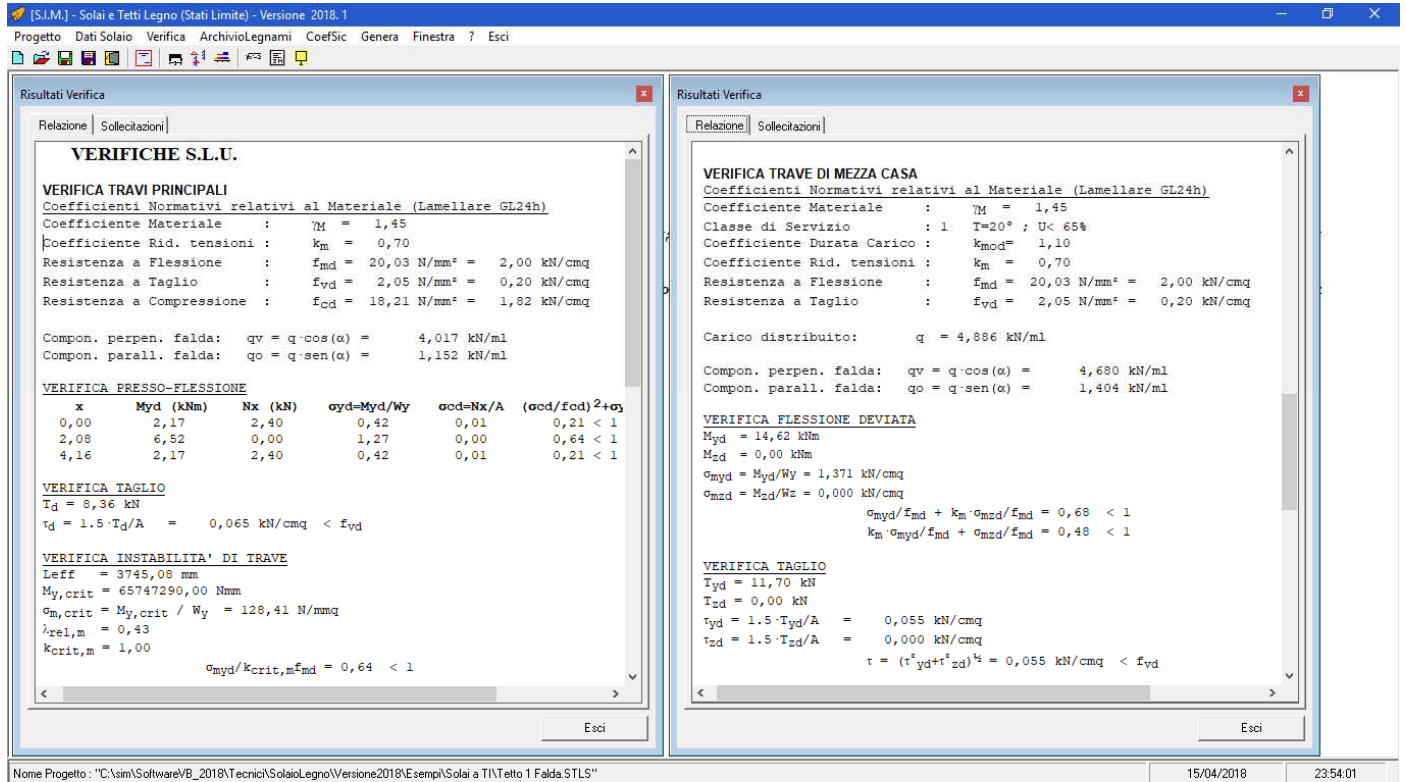 [S.I.M.] - Solai e Tetti Legno (Stati Limite) - Versione 2018. 1
Progetto Dati Solaio Verifica ArchivioLegnami CoefSic Genera Finestra ? Esci
Risultati Verifica
Relazione Sollecitazioni
VERIFICHE S.L.U.
VERIFICA TRAVI PRINCIPALI
Coefficienti Normativi relativi al Materiale (Lamellare GL24h)
Coefficiente Materiale : γM = 1,45
Coefficiente Rid. tensioni : km = 0,70
Resistenza a Flessione : fmd = 20,03 N/mm² = 2,00 kN/cmq
Resistenza a Taglio : fvd = 2,05 N/mm² = 0,20 kN/cmq
Resistenza a Compressione : fcd = 18,21 N/mm² = 1,82 kN/cmq
Compon. perpen. falda: qv = q·cos(α) = 4,017 kN/ml
Compon. parall. falda: qo = q·sen(α) = 1,152 kN/ml
VERIFICA PRESSO-FLESSIONE
x Myd (kNm) Nx (kN) σyd=Myd/Wy σcd=Nx/A (σcd/fcd)2+σy
0,00 2,17 2,40 0,42 0,01 0,21 < 1
2,08 6,52 0,00 1,27 0,00 0,64 < 1
4,16 2,17 2,40 0,42 0,01 0,21 < 1
VERIFICA TAGLIO
Td = 8,36 kN
τd = 1.5·Td/A = 0,065 kN/cmq < fvd
VERIFICA INSTABILITA' DI TRAVE
Leff = 3745,08 mm
My,crit = 65747290,00 Nmm
σm,crit = My,crit / Wy = 128,41 N/mmq
λrel,m = 0,43
kcrit,m = 1,00
σmyd/kcrit,mfmd = 0,64 < 1
Esci
Risultati Verifica
Relazione Sollecitazioni
VERIFICA TRAVE DI MEZZA CASA
Coefficienti Normativi relativi al Materiale (Lamellare GL24h)
Coefficiente Materiale : γM = 1,45
Classe di Servizio : 1 T=20° ; U< 65%
Coefficiente Durata Carico : kmod= 1,10
Coefficiente Rid. tensioni : km = 0,70
Resistenza a Flessione : fmd = 20,03 N/mm² = 2,00 kN/cmq
Resistenza a Taglio : fvd = 2,05 N/mm² = 0,20 kN/cmq
Carico distribuito: q = 4,886 kN/ml
Compon. perpen. falda: qv = q·cos(α) = 4,680 kN/ml
Compon. parall. falda: qo = q·sen(α) = 1,404 kN/ml
VERIFICA FLESSIONE DEVIATA
Myd = 14,62 kNm
Mzd = 0,00 kNm
σmyd = Myd/Wy = 1,371 kN/cmq
σmzd = Mzd/Wz = 0,000 kN/cmq
σmyd/fmd + km·σmzd/fmd = 0,68 < 1
km·σmyd/fmd + σmzd/fmd = 0,48 < 1
VERIFICA TAGLIO
Tyd = 11,70 kN
Tzd = 0,00 kN
τyd = 1.5·Tyd/A = 0,055 kN/cmq
τzd = 1.5·Tzd/A = 0,000 kN/cmq
τ = (τ²yd+τ²zd)½ = 0,055 kN/cmq < fvd
Esci
Nome Progetto : "C:\sim\SoftwareVB_2018\Tecnici\SolaioLegno\Versione2018\Esempi\Solai a TI\Tetto 1 Falda.STLS"
15/04/2018
23:54:01